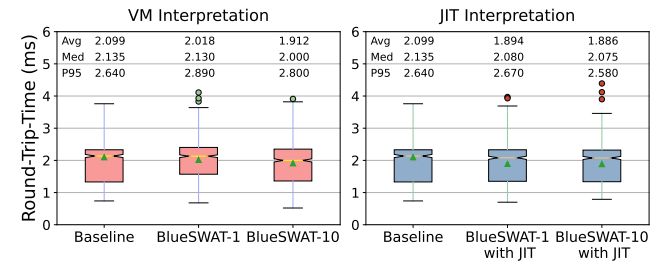 VM Interpretation
JIT Interpretation
Round-Trip-Time (ms)
6
5
4
3
2
1
0
Avg 2.099 2.018 1.912
Med 2.135 2.130 2.000
P95 2.640 2.890 2.800
Baseline BlueSWAT-1 BlueSWAT-10
6
5
4
3
2
1
0
Avg 2.099 1.894 1.886
Med 2.135 2.080 2.075
P95 2.640 2.670 2.580
Baseline BlueSWAT-1 BlueSWAT-10
with JIT with JIT